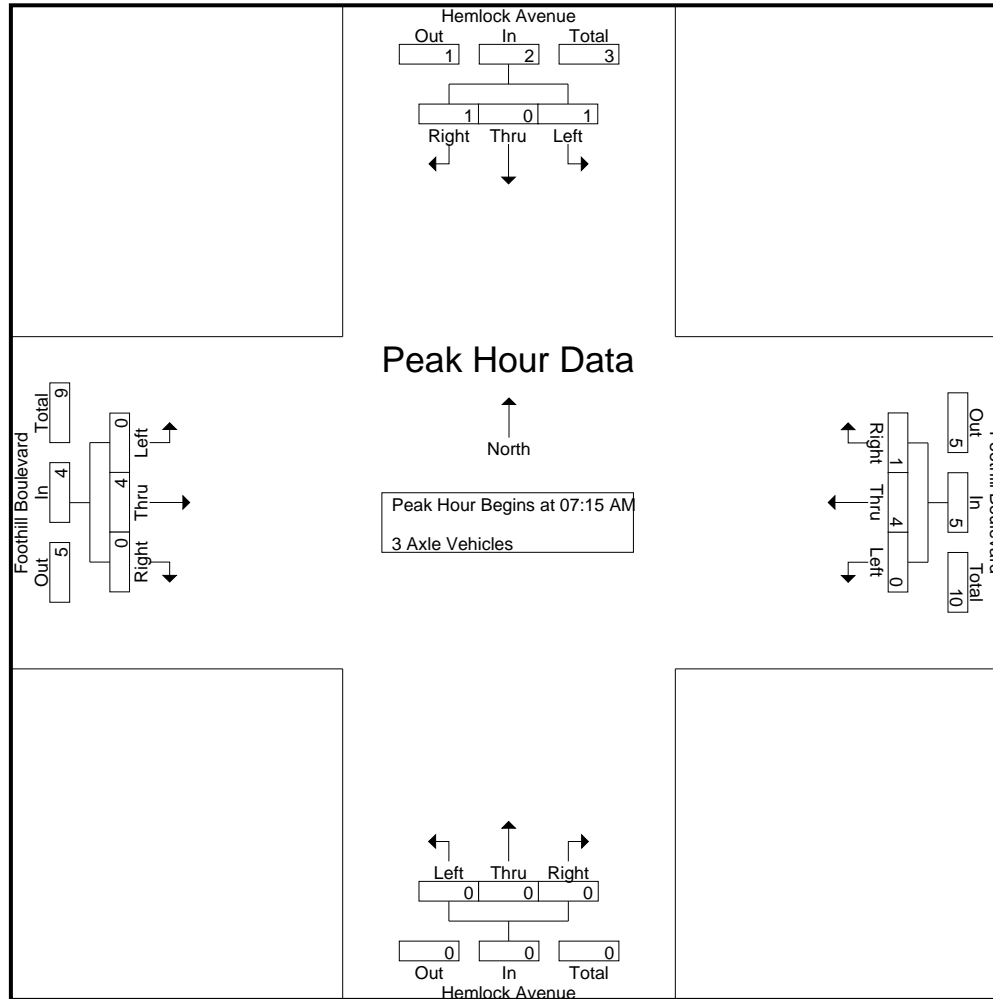 Hemlock Avenue
Out In Total
1 2 3
1 0 1
Right Thru Left
Peak Hour Data
North
Peak Hour Begins at 07:15 AM
3 Axle Vehicles
Foothill Boulevard
Out In Total
5 4 9
0 4 0
Right Thru Left
Foothill Boulevard
Out In Total
5 5 10
1 4 0
Right Thru Left
Left Thru Right
0 0 0
0 0 0
Out In Total
Hemlock Avenue